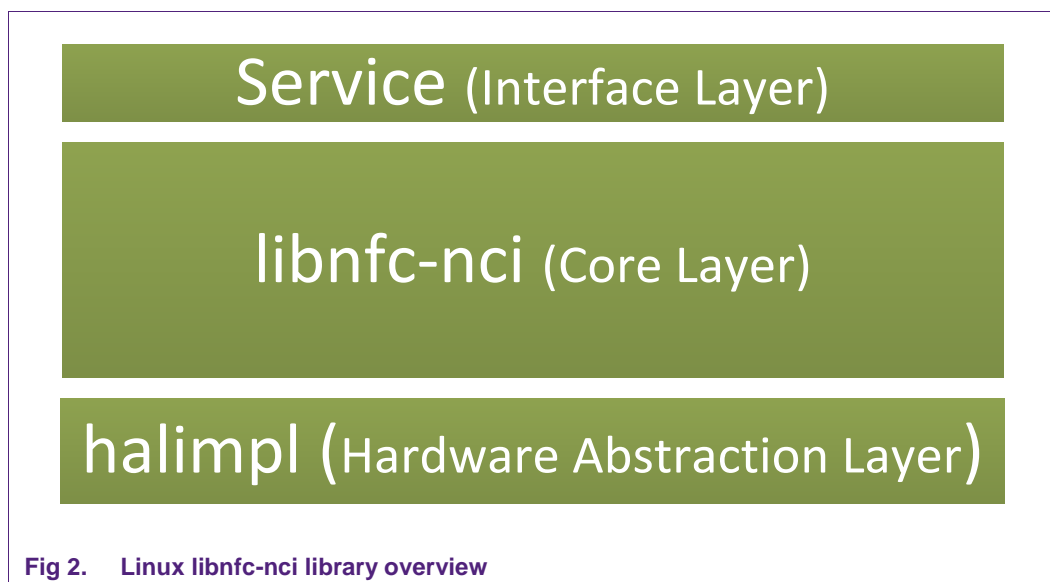 Service (Interface Layer)
libnfc-nci (Core Layer)
halimpl (Hardware Abstraction Layer)
Fig 2. Linux libnfc-nci library overview